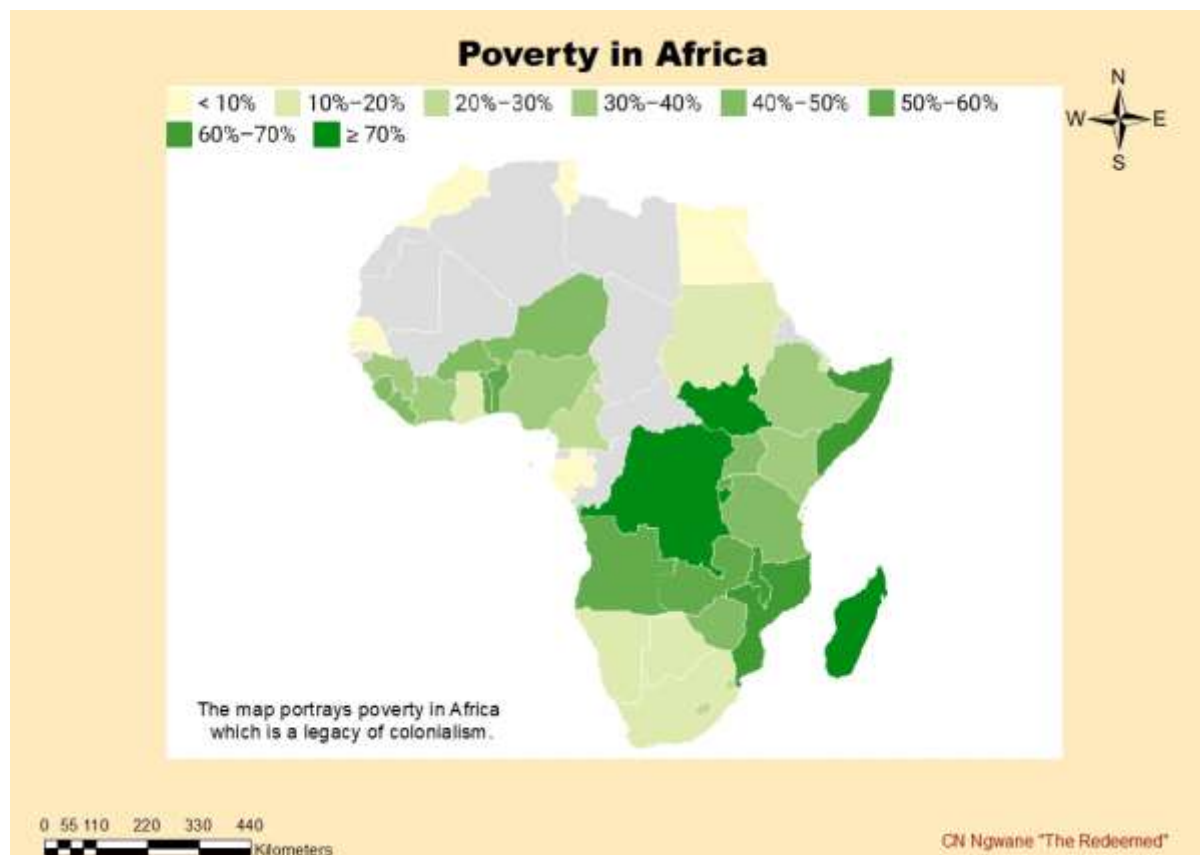 Poverty in Africa
N
W E
S
< 10% 10%–20% 20%–30% 30%–40% 40%–50% 50%–60%
60%–70% ≥ 70%
The map portrays poverty in Africa
which is a legacy of colonialism.
0 55 110 220 330 440
Kilometers
CN Ngwane "The Redeemed"